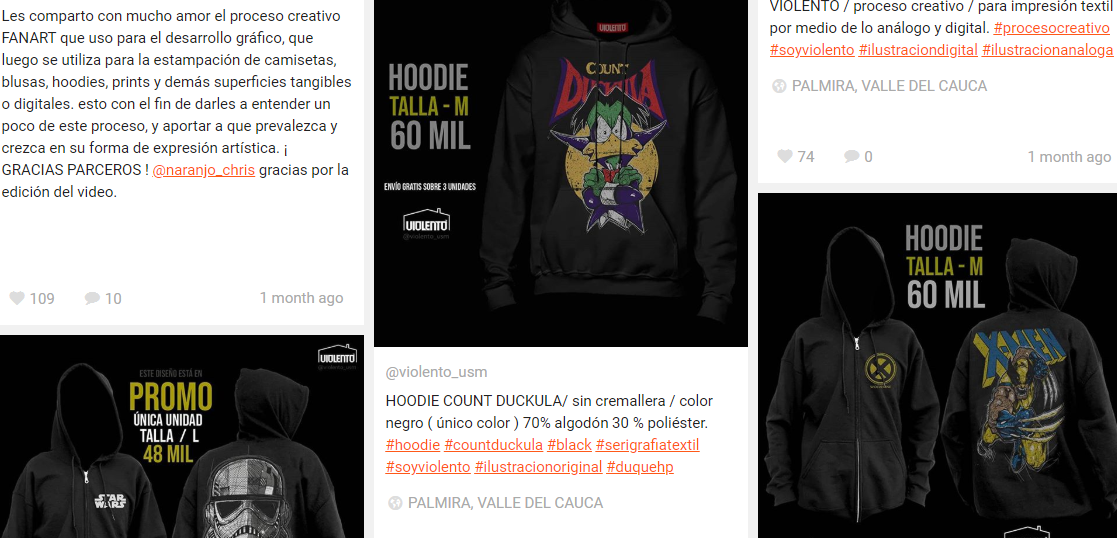 Les comparto con mucho amor el proceso creativo
FANART que uso para el desarrollo gráfico, que
luego se utiliza para la estampación de camisetas,
blusas, hoodies, prints y demás superficies tangibles
o digitales. esto con el fin de darles a entender un
poco de este proceso, y aportar a que prevalezca y
crezca en su forma de expresión artística. ¡
GRACIAS PARCEROS ! @naranjo_chris gracias por la
edición del video.
109
10
1 month ago
VIOLENTO
@violento_usm
ESTE DISEÑO ESTÁ EN
PROMO
ÚNICA UNIDAD
TALLA / L
48 MIL
STAR
WARS
VIOLENTO
HOODIE
TALLA - M
60 MIL
ENVÍO GRATIS SOBRE 3 UNIDADES
VIOLENTO
@violento_usm
COUNT
DUCKULA
@violento_usm
HOODIE COUNT DUCKULA/ sin cremallera / color
negro ( único color ) 70% algodón 30 % poliéster.
#hoodie #countduckula #black #serigrafiatextil
#soyviolento #ilustracionoriginal #duquehp
PALMIRA, VALLE DEL CAUCA
VIOLENTO / proceso creativo / para impresión textil
por medio de lo análogo y digital. #procesocreativo
#soyviolento #ilustraciondigital #ilustracionanaloga
PALMIRA, VALLE DEL CAUCA
74
0
1 month ago
HOODIE
TALLA - M
60 MIL
X-MEN